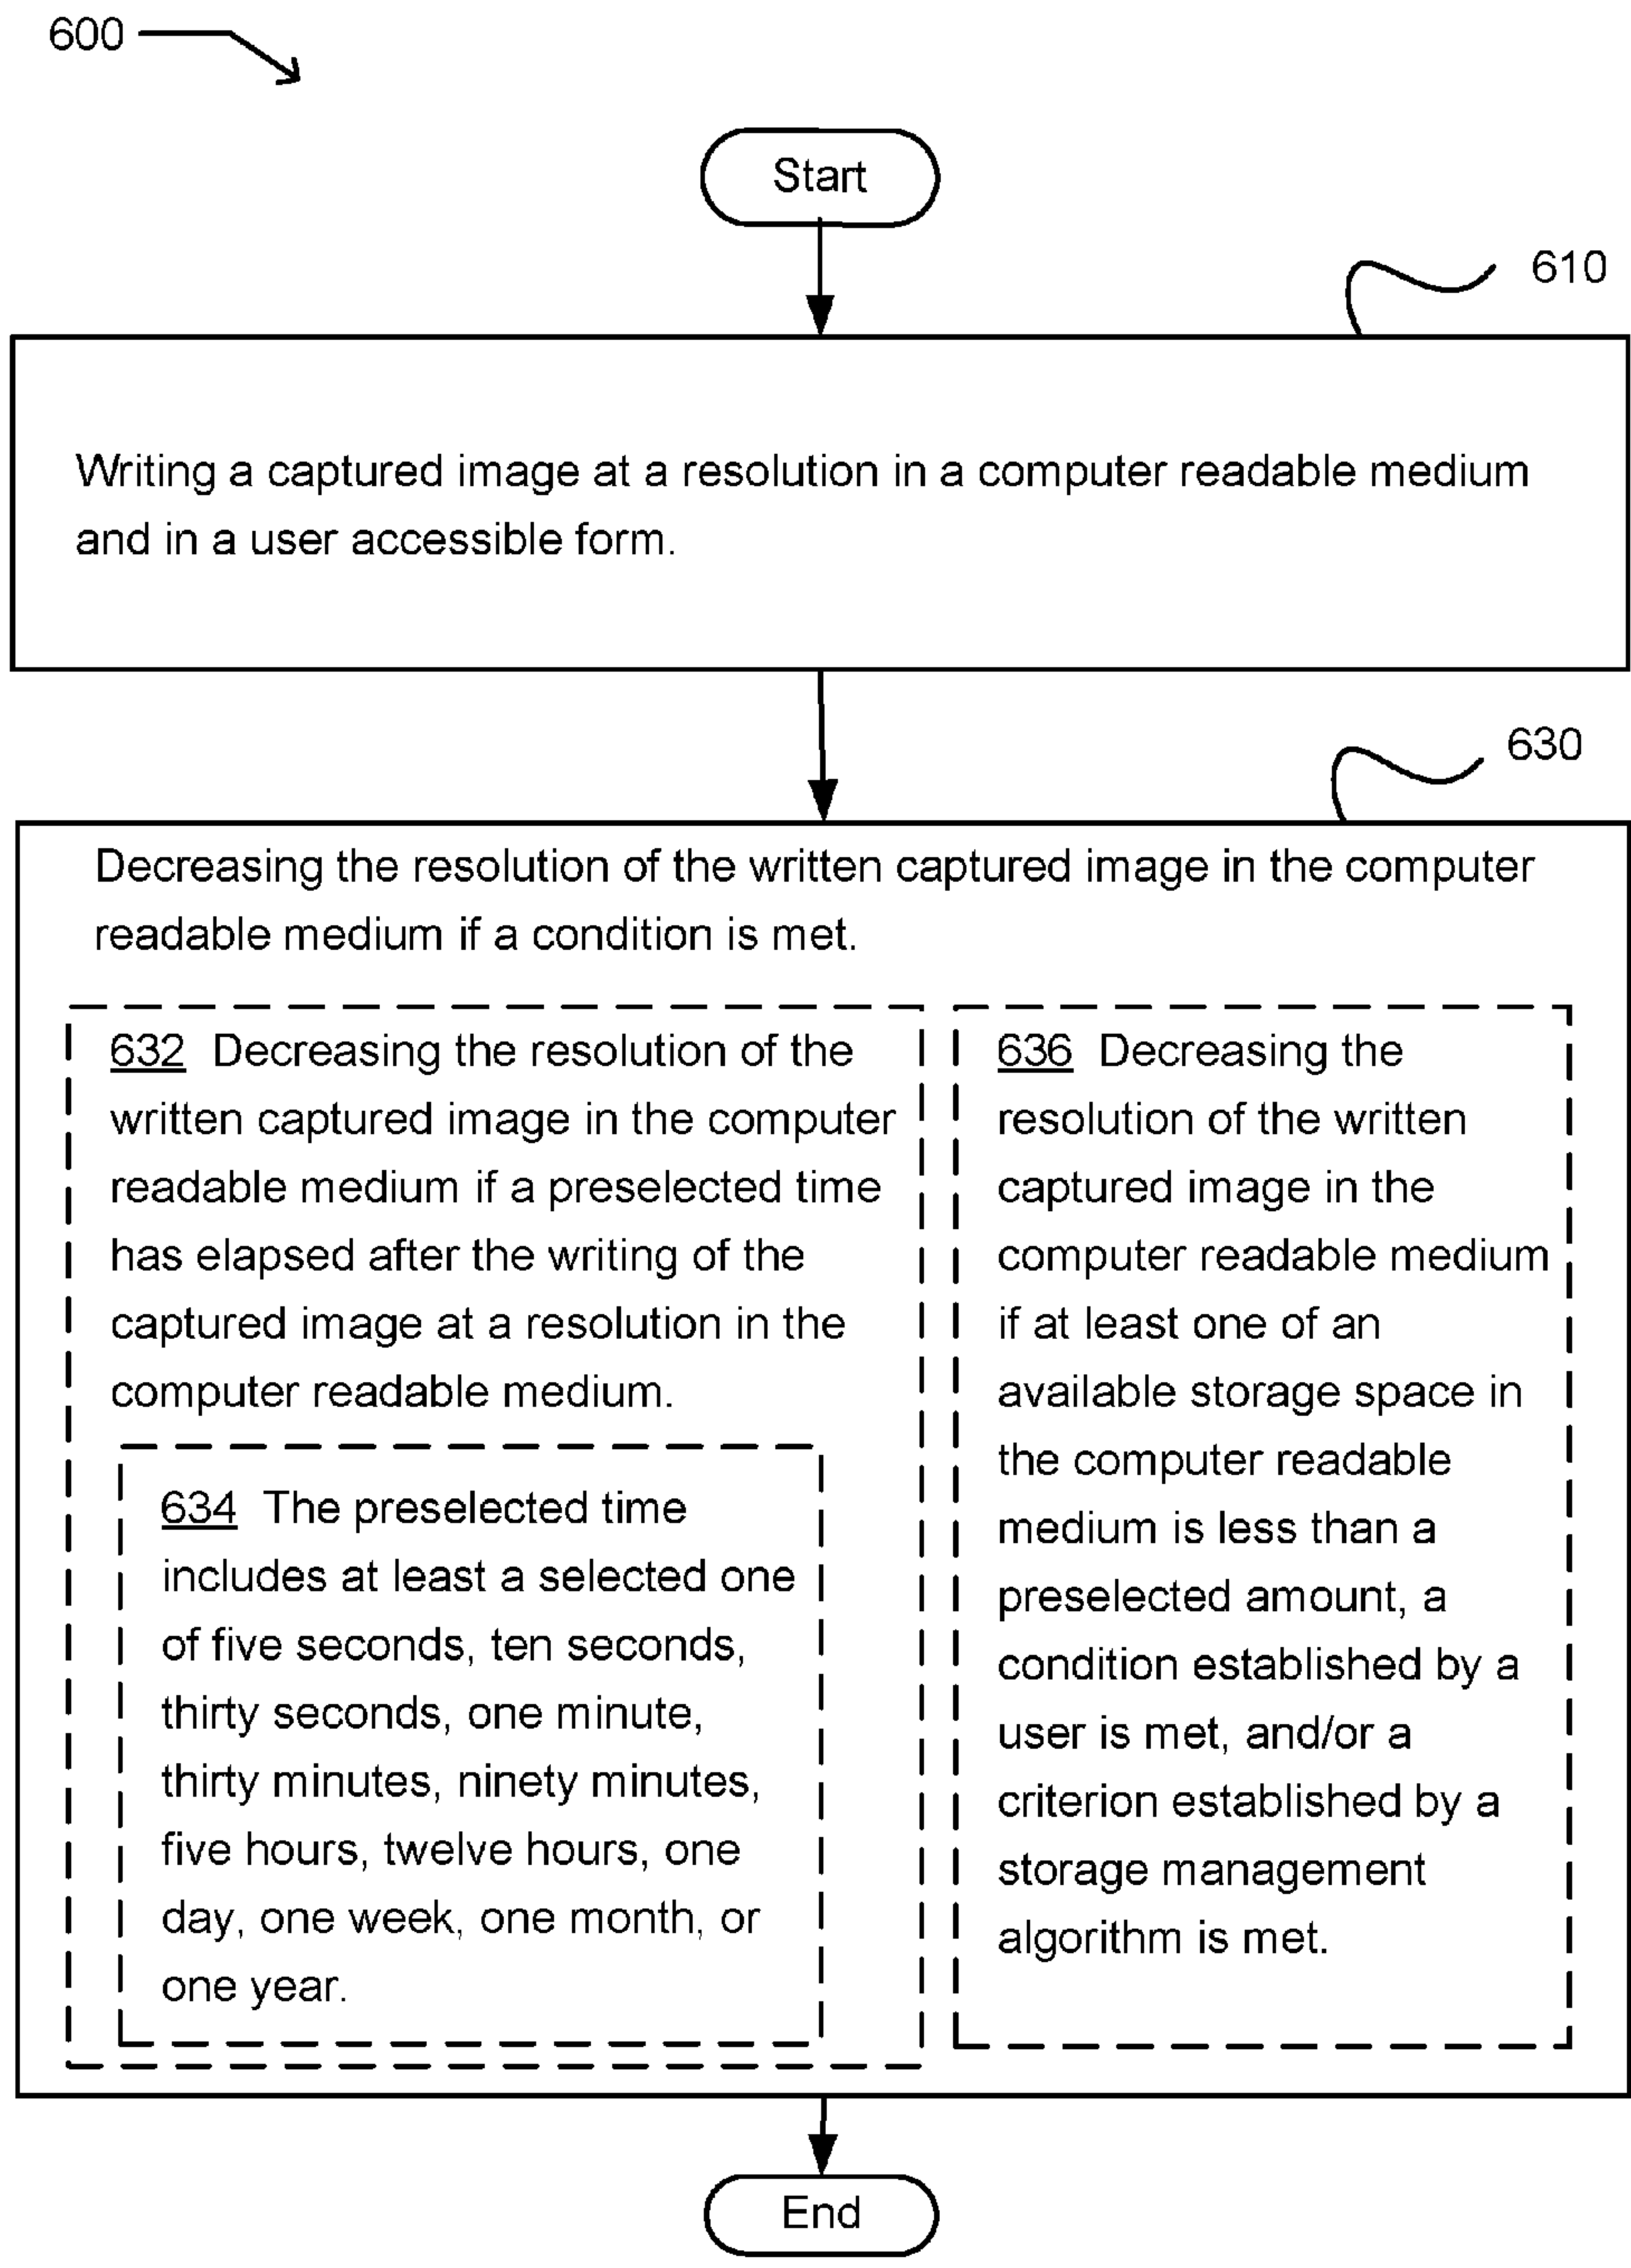 600
Start
610
Writing a captured image at a resolution in a computer readable medium
and in a user accessible form.
630
Decreasing the resolution of the written captured image in the computer
readable medium if a condition is met.
632 Decreasing the resolution of the
written captured image in the computer
readable medium if a preselected time
has elapsed after the writing of the
captured image at a resolution in the
computer readable medium.
634 The preselected time
includes at least a selected one
of five seconds, ten seconds,
thirty seconds, one minute,
thirty minutes, ninety minutes,
five hours, twelve hours, one
day, one week, one month, or
one year.
636 Decreasing the
resolution of the written
captured image in the
computer readable medium
if at least one of an
available storage space in
the computer readable
medium is less than a
preselected amount, a
condition established by a
user is met, and/or a
criterion established by a
storage management
algorithm is met.
End